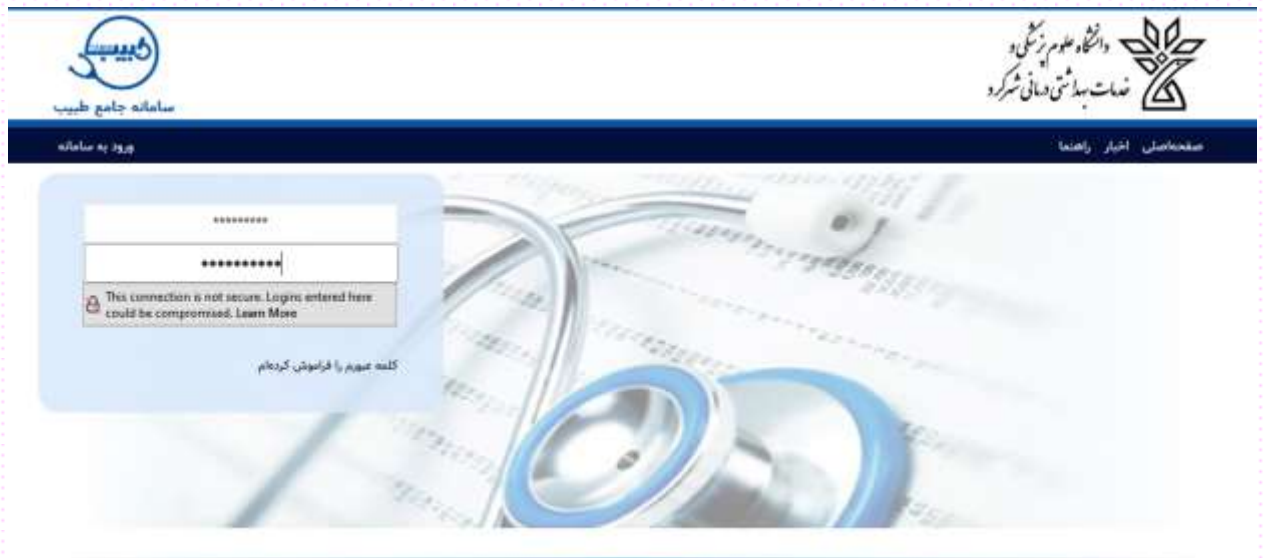 طبیب
سامانه جامع طبیب
دانشگاه علوم پزشکی و
خدمات بهداشتی درمانی شهرکرد
صفحه‌اصلی اخبار راهنما
ورود به سامانه
*********
●●●●●●●●●●
This connection is not secure. Logins entered here
could be compromised. Learn More
کلمه عبورم را فراموش کرده‌ام